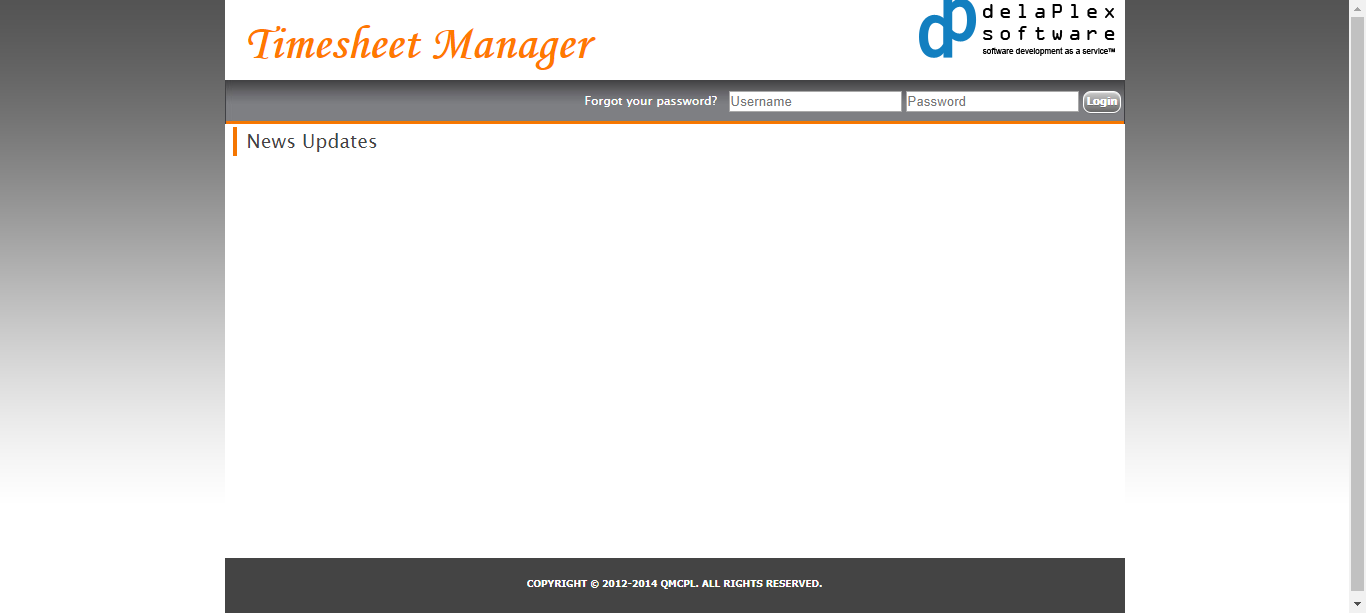 Timesheet Manager
dp delaPlex
software
software development as a service™
Forgot your password? Username Password Login
News Updates
COPYRIGHT © 2012-2014 QMCPL. ALL RIGHTS RESERVED.